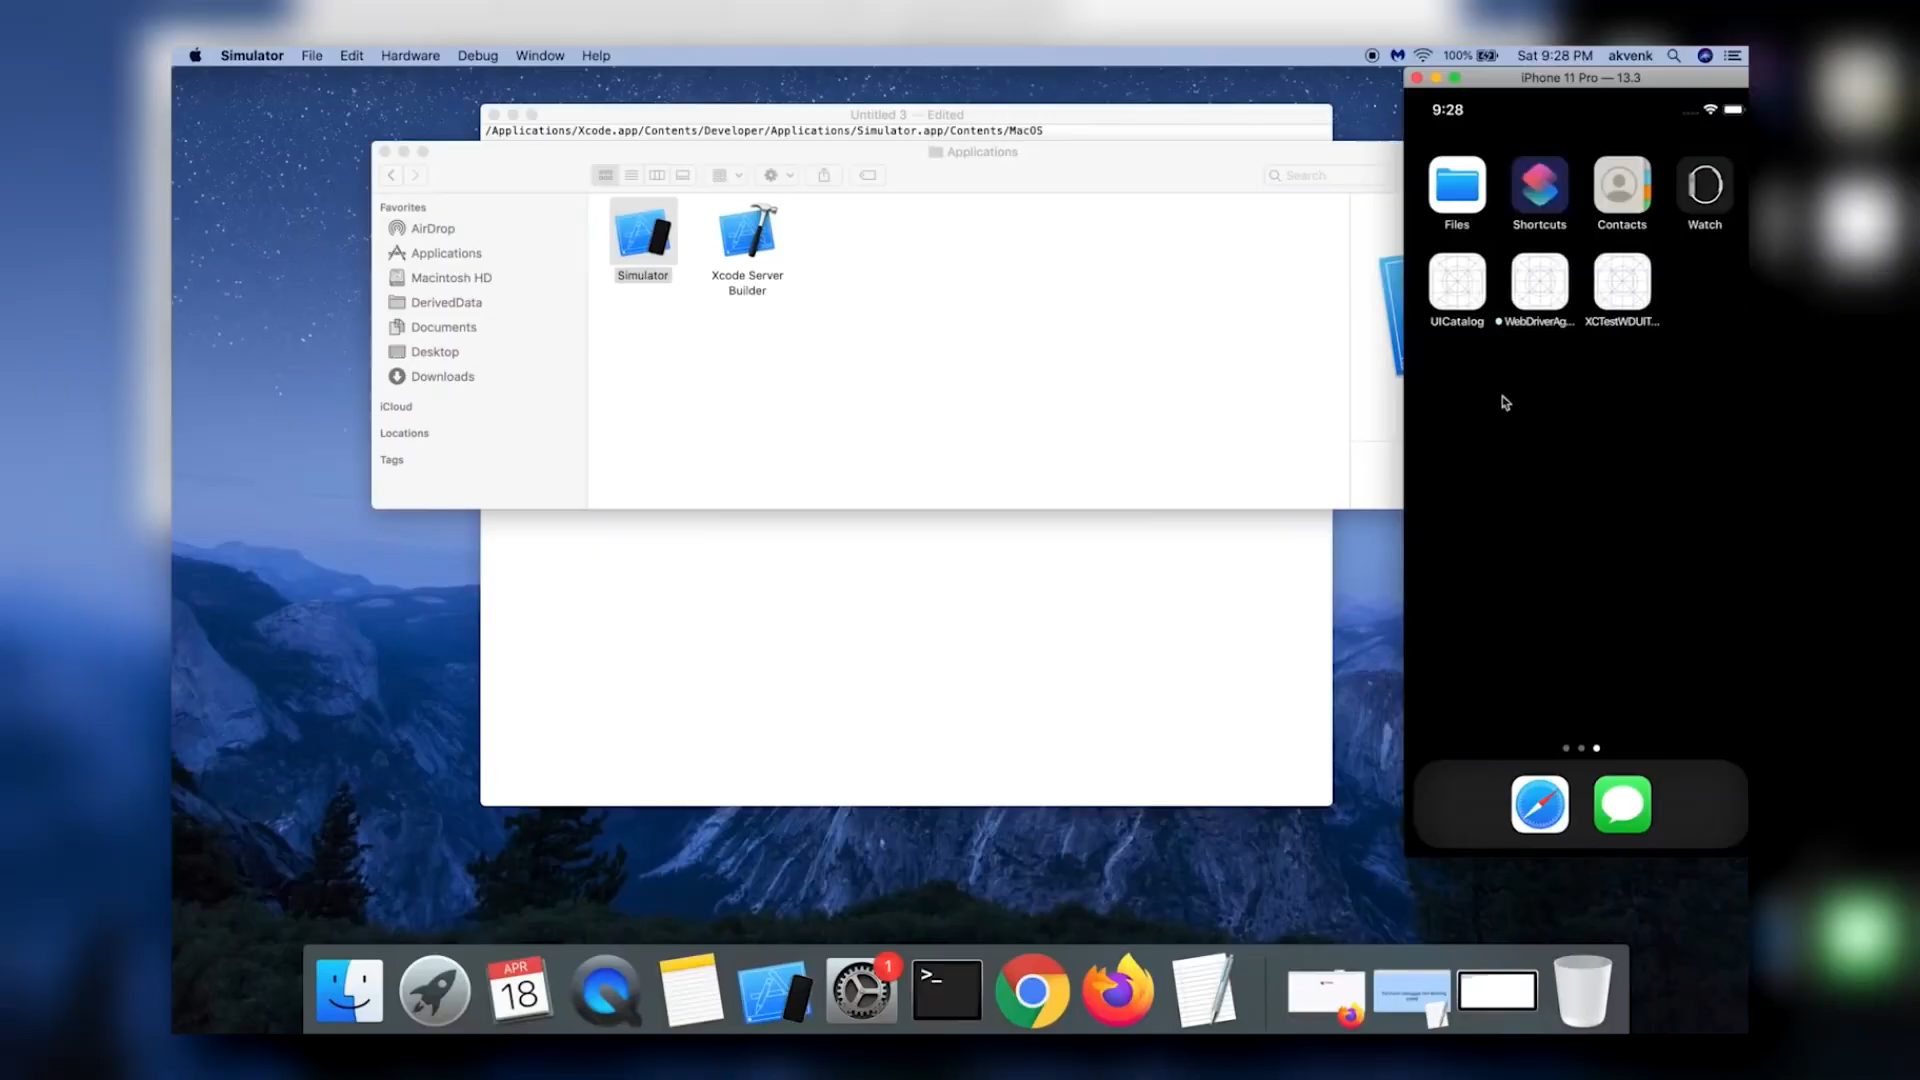 Simulator File Edit Hardware Debug Window Help
100% Sat 9:28 PM akvenk
iPhone 11 Pro — 13.3
9:28
Untitled 3 — Edited
/Applications/Xcode.app/Contents/Developer/Applications/Simulator.app/Contents/MacOS
Applications
Search
Favorites
AirDrop
Applications
Macintosh HD
DerivedData
Documents
Desktop
Downloads
iCloud
Locations
Tags
Simulator
Xcode Server
Builder
Files Shortcuts Contacts Watch
UICatalog WebDriverAg... XCTestWDUIT...
APR
18
1
>_